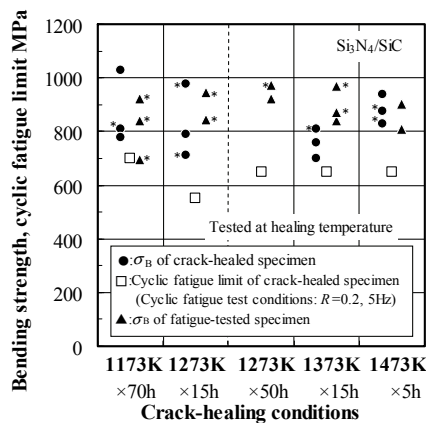 Bending strength, cyclic fatigue limit MPa
1200
1000
800
600
400
200
0
Si₃N₄/SiC
* * * * * * * * * * * * * *
Tested at healing temperature
●:σB of crack-healed specimen
□:Cyclic fatigue limit of crack-healed specimen
(Cyclic fatigue test conditions: R=0.2, 5Hz)
▲:σB of fatigue-tested specimen
1173K 1273K 1273K 1373K 1473K
×70h ×15h ×50h ×15h ×5h
Crack-healing conditions